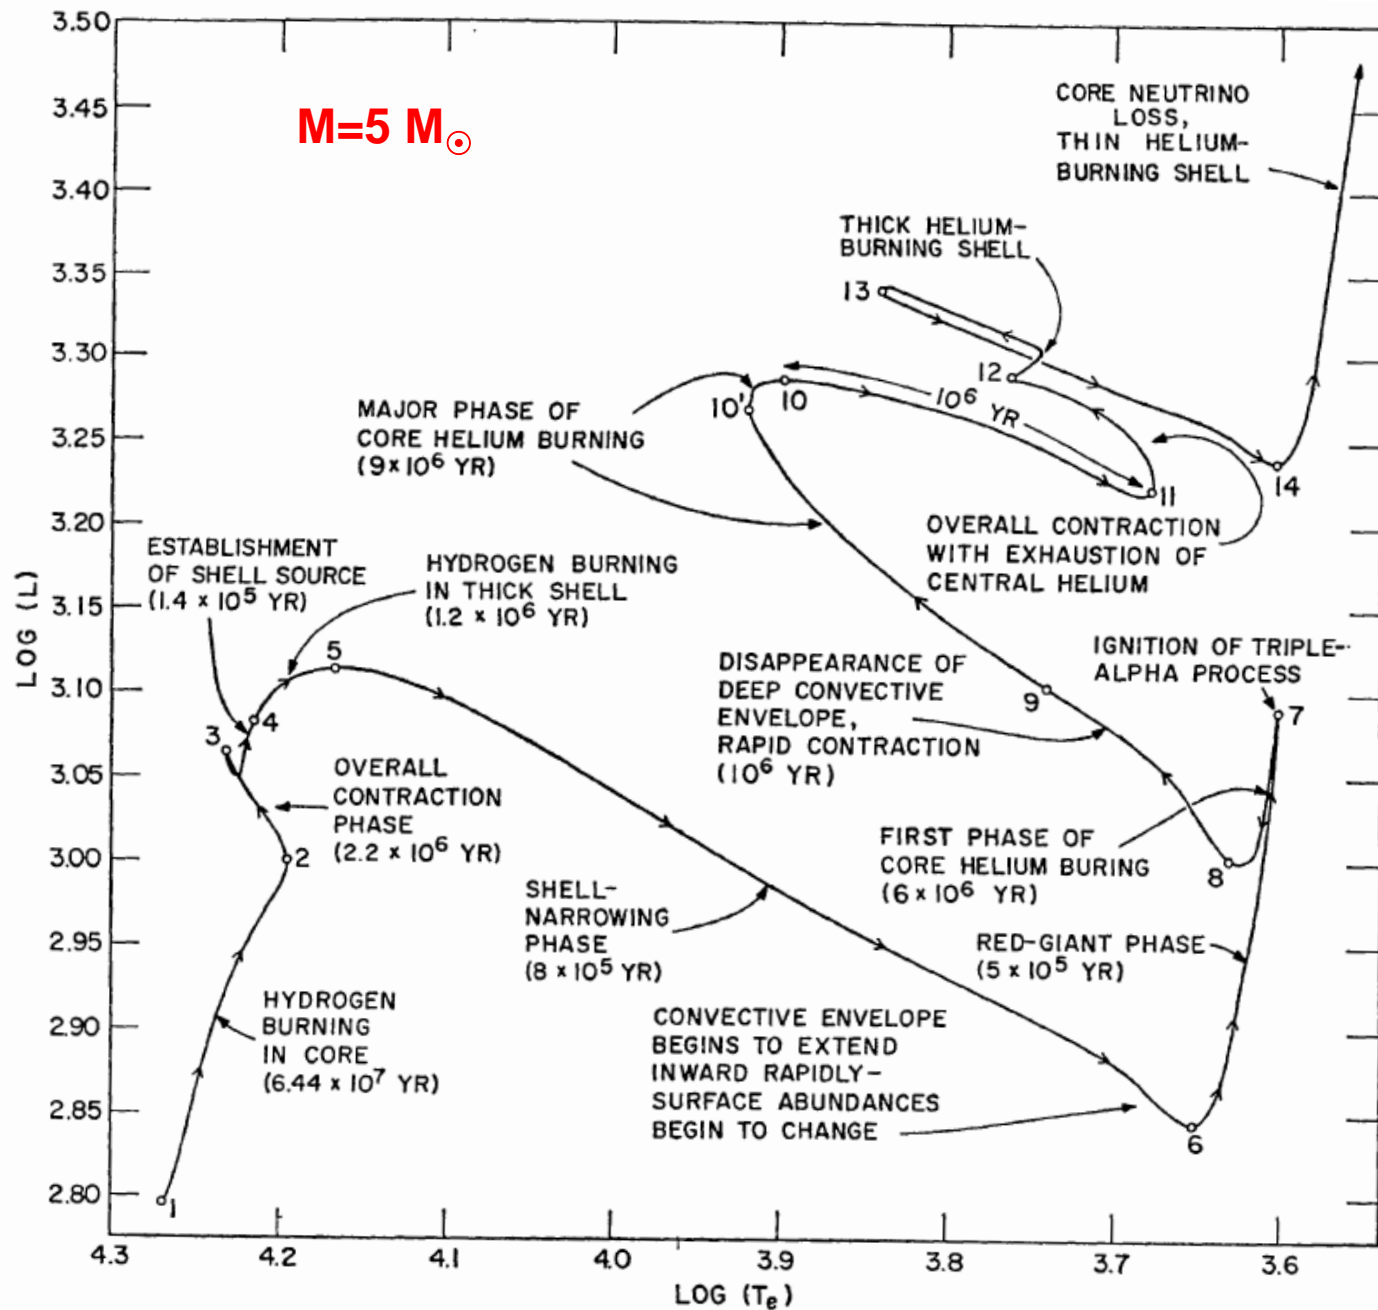 M=5 M☉
3.50
3.45
3.40
3.35
3.30
3.25
3.20
3.15
3.10
3.05
3.00
2.95
2.90
2.85
2.80
LOG (L)
4.3
4.2
4.1
4.0
3.9
3.8
3.7
3.6
LOG (Te)
CORE NEUTRINO
LOSS,
THIN HELIUM-
BURNING SHELL
THICK HELIUM-
BURNING SHELL
13
12
10'
10
10⁶ YR
11
14
MAJOR PHASE OF
CORE HELIUM BURNING
(9×10⁶ YR)
OVERALL CONTRACTION
WITH EXHAUSTION OF
CENTRAL HELIUM
ESTABLISHMENT
OF SHELL SOURCE
(1.4 x 10⁵ YR)
HYDROGEN BURNING
IN THICK SHELL
(1.2 x 10⁶ YR)
5
4
3
IGNITION OF TRIPLE-
ALPHA PROCESS
7
DISAPPEARANCE OF
DEEP CONVECTIVE
ENVELOPE,
RAPID CONTRACTION
(10⁶ YR)
9
OVERALL
CONTRACTION
PHASE
(2.2 x 10⁶ YR)
2
FIRST PHASE OF
CORE HELIUM BURING
(6 x 10⁶ YR)
8
SHELL-
NARROWING
PHASE
(8 x 10⁵ YR)
RED-GIANT PHASE
(5 x 10⁵ YR)
HYDROGEN
BURNING
IN CORE
(6.44 x 10⁷ YR)
CONVECTIVE ENVELOPE
BEGINS TO EXTEND
INWARD RAPIDLY-
SURFACE ABUNDANCES
BEGIN TO CHANGE
6
1